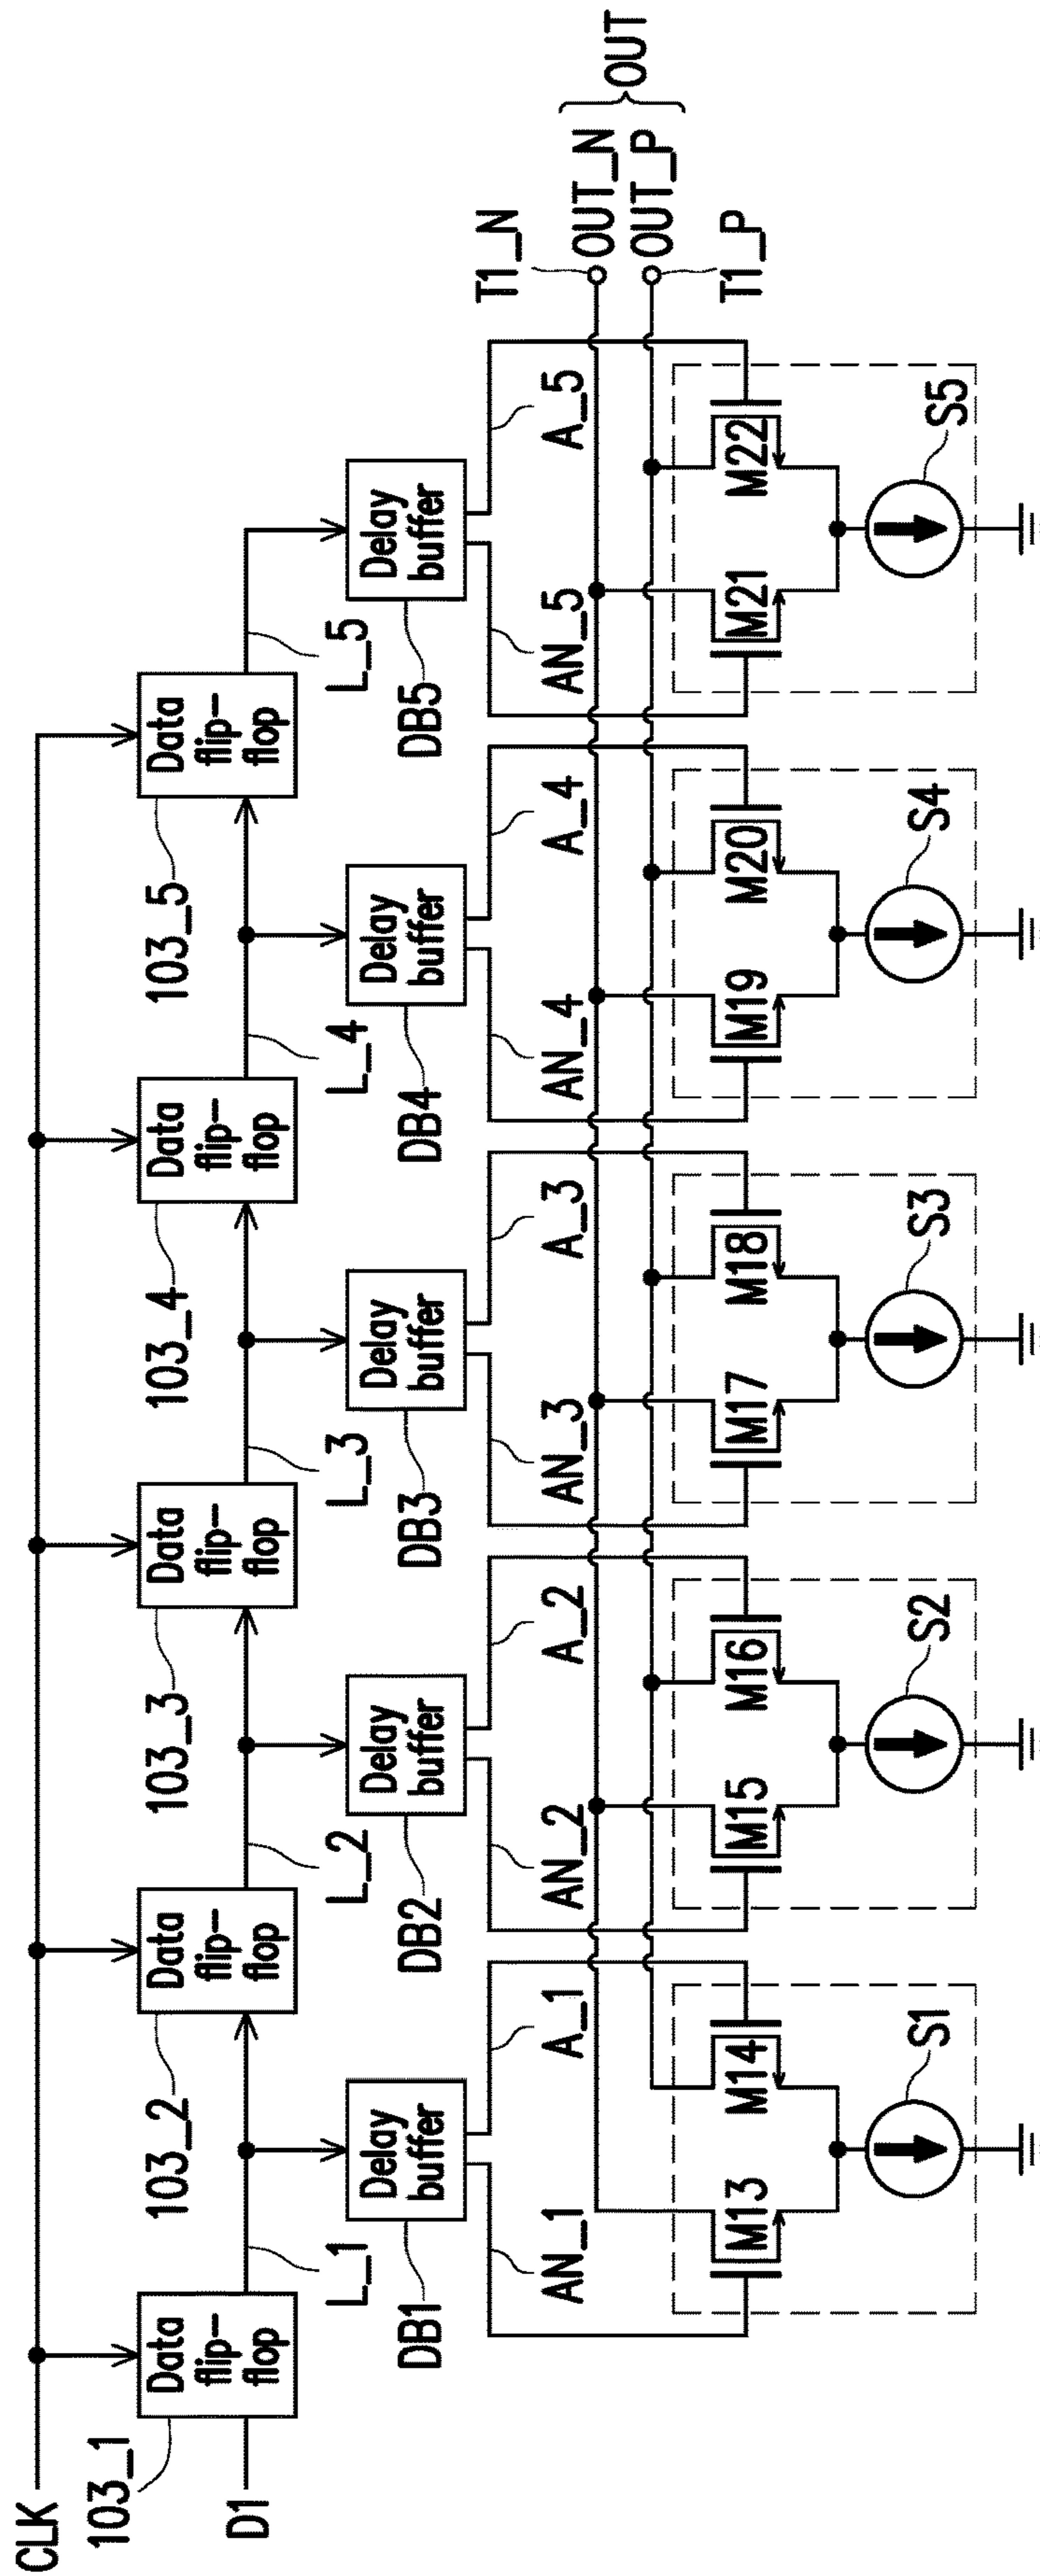 CLK
103_1
D1
Data
flip-
flop
103_2
Data
flip-
flop
103_3
Data
flip-
flop
103_4
Data
flip-
flop
103_5
Data
flip-
flop
L_1
L_2
L_3
L_4
L_5
DB1
Delay
buffer
DB2
Delay
buffer
DB3
Delay
buffer
DB4
Delay
buffer
DB5
Delay
buffer
AN_1
A_1
AN_2
A_2
AN_3
A_3
AN_4
A_4
AN_5
A_5
T1_N
OUT_N
OUT_P
OUT
T1_P
M13
M14
M15
M16
M17
M18
M19
M20
M21
M22
S1
S2
S3
S4
S5